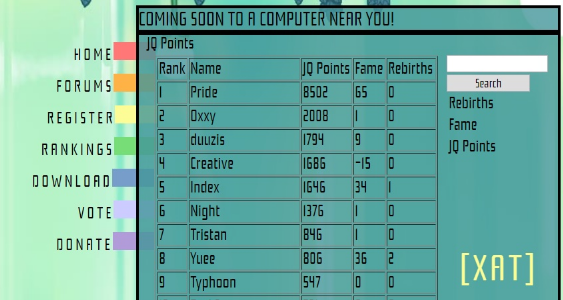 COMING SOON TO A COMPUTER NEAR YOU!
JQ Points
HOME
FORUMS
REGISTER
RANKINGS
DOWNLOAD
VOTE
DONATE
Rank Name JQ Points Fame Rebirths
1 Pride 8502 65 0
2 Oxxy 2008 1 0
3 duuzis 1794 9 0
4 Creative 1686 -15 0
5 Index 1646 34 1
6 Night 1376 1 0
7 Tristan 846 1 0
8 Yuee 806 36 2
9 Typhoon 547 0 0
Search
Rebirths
Fame
JQ Points
[XAT]